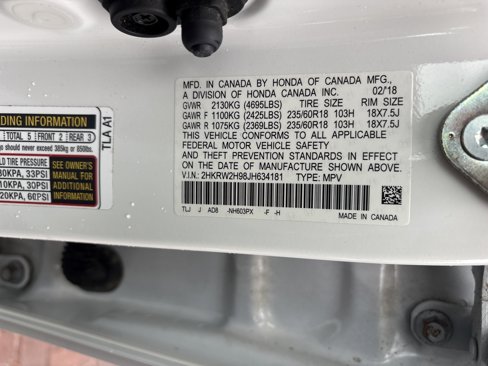 DING INFORMATION
TOTAL 5 FRONT 2 REAR 3
go should never exceed 385kg or 850lbs.
LD TIRE PRESSURE
30KPA, 33PSI
10KPA, 30PSI
20KPA, 60PSI
SEE OWNER'S
MANUAL FOR
ADDITIONAL
INFORMATION
TLA A1
MFD. IN CANADA BY HONDA OF CANADA MFG.,
A DIVISION OF HONDA CANADA INC. 02/18
GVWR 2130KG (4695LBS) TIRE SIZE RIM SIZE
GAWR F 1100KG (2425LBS) 235/60R18 103H 18X7.5J
GAWR R 1075KG (2369LBS) 235/60R18 103H 18X7.5J
THIS VEHICLE CONFORMS TO ALL APPLICABLE
FEDERAL MOTOR VEHICLE SAFETY
AND THEFT PREVENTION STANDARDS IN EFFECT
ON THE DATE OF MANUFACTURE SHOWN ABOVE.
V.I.N: 2HKRW2H98JH634181 TYPE: MPV
TLJ J AD8 -NH603PX -F -H
MADE IN CANADA